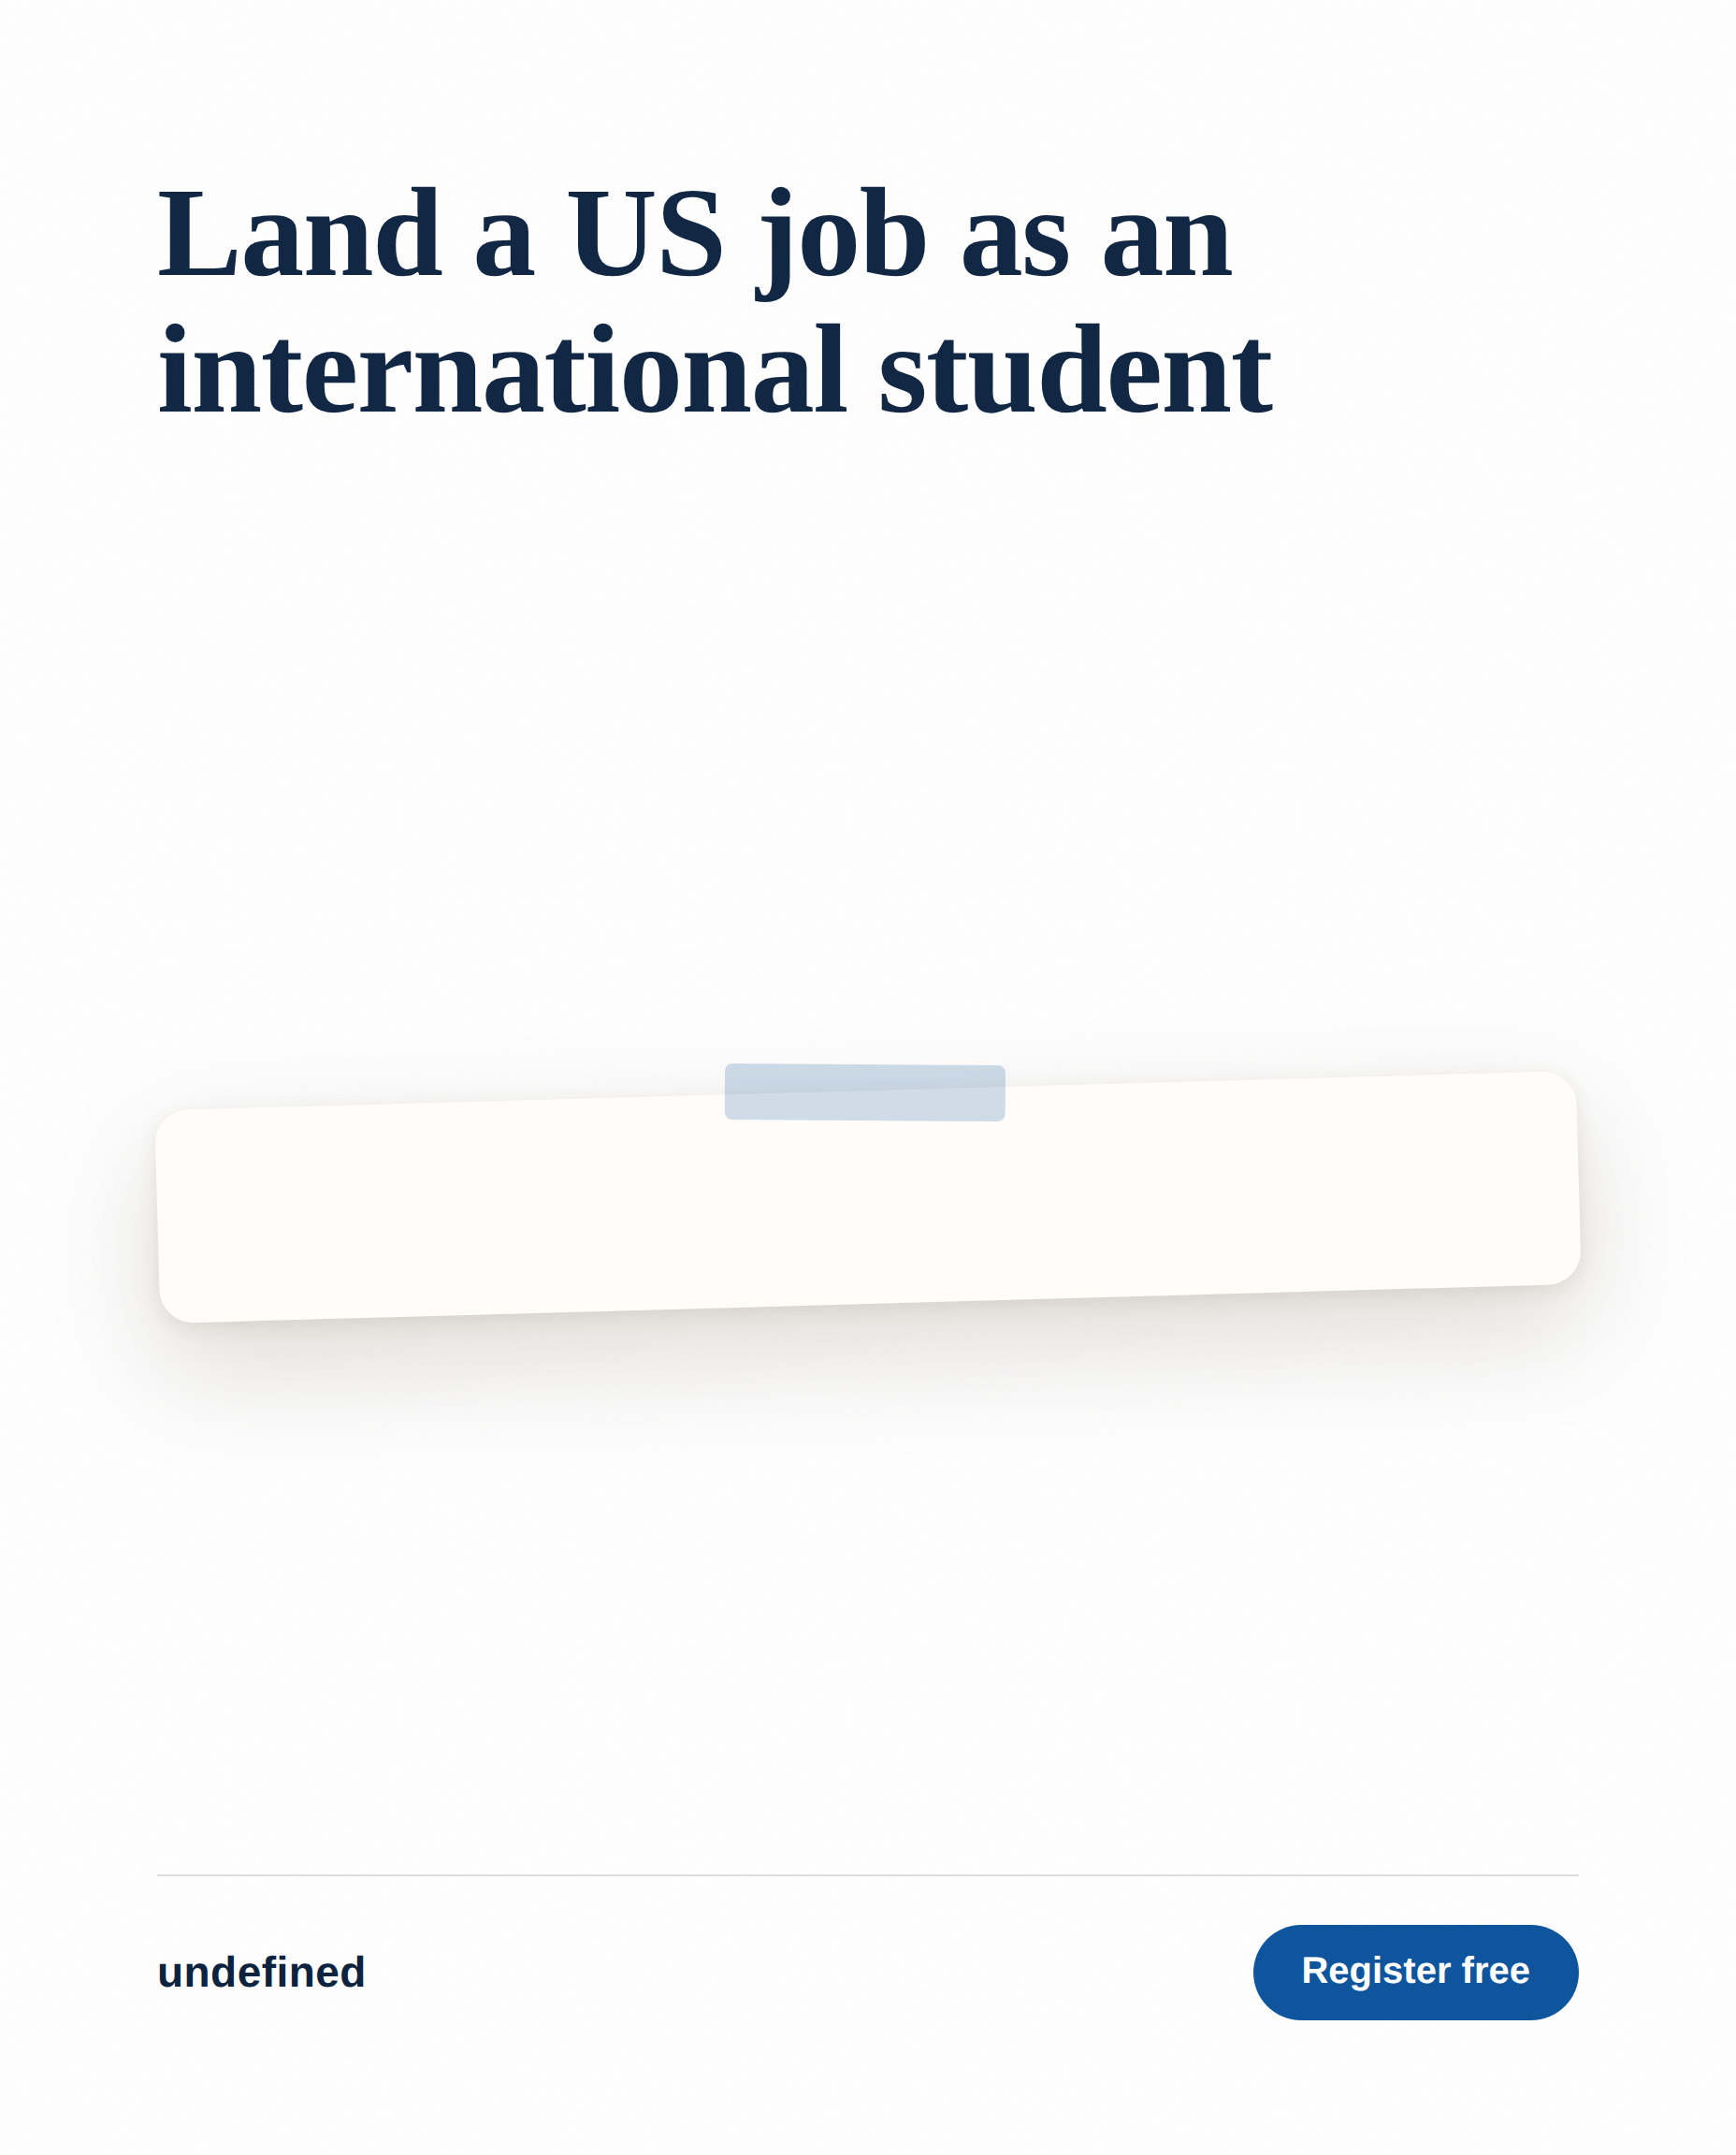 Land a US job as an
international student
undefined
Register free